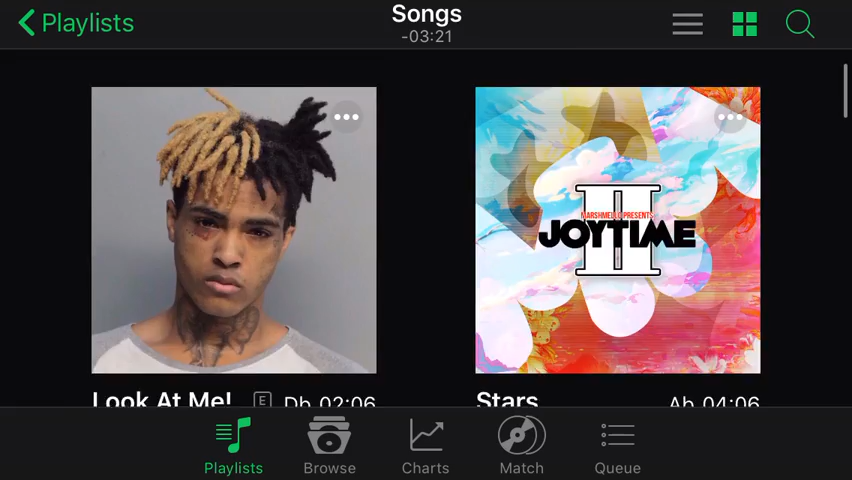 Playlists
Songs
-03:21
MARSHMELLO PRESENTS
JOYTIME
II
Look At Me! E Db 02:06
Stars Ab 04:06
Playlists
Browse
Charts
Match
Queue